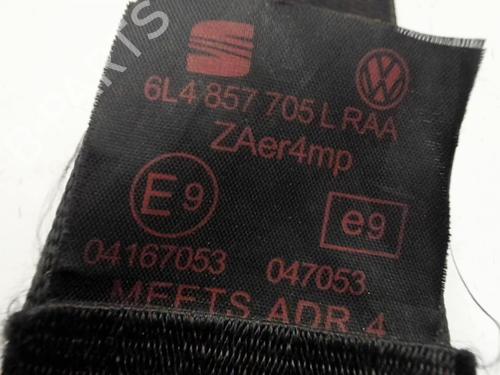 6L4 857 705 L RAA
ZAer4mp
E9 e9
04167053 047053
MEETS ADR 4